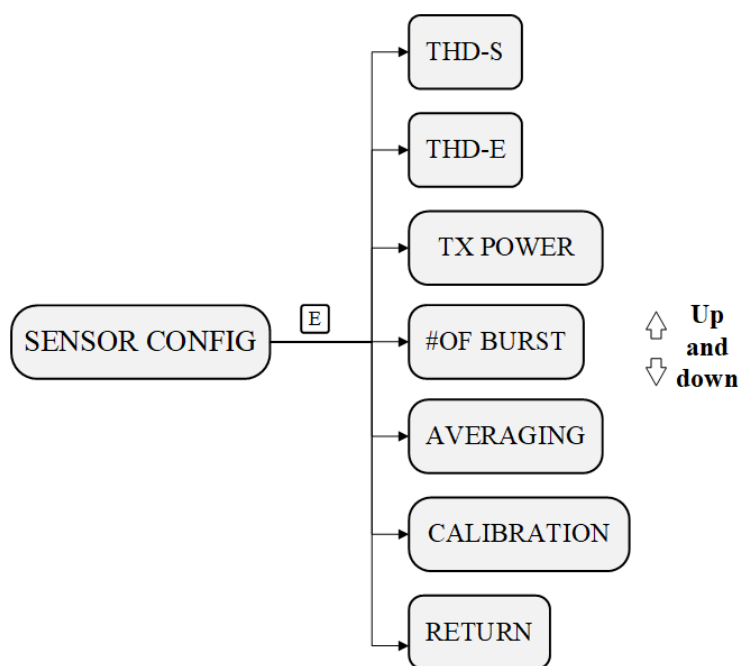 THD-S
THD-E
TX POWER
SENSOR CONFIG
E
#OF BURST
Up
and
down
AVERAGING
CALIBRATION
RETURN